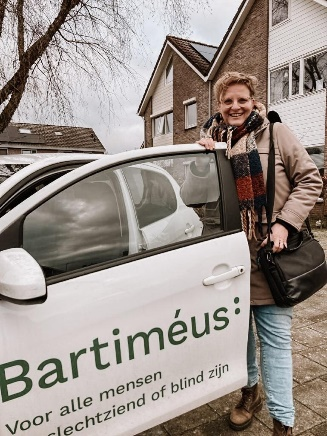 Bartiméus:
Voor alle mensen
slechtziend of blind zijn